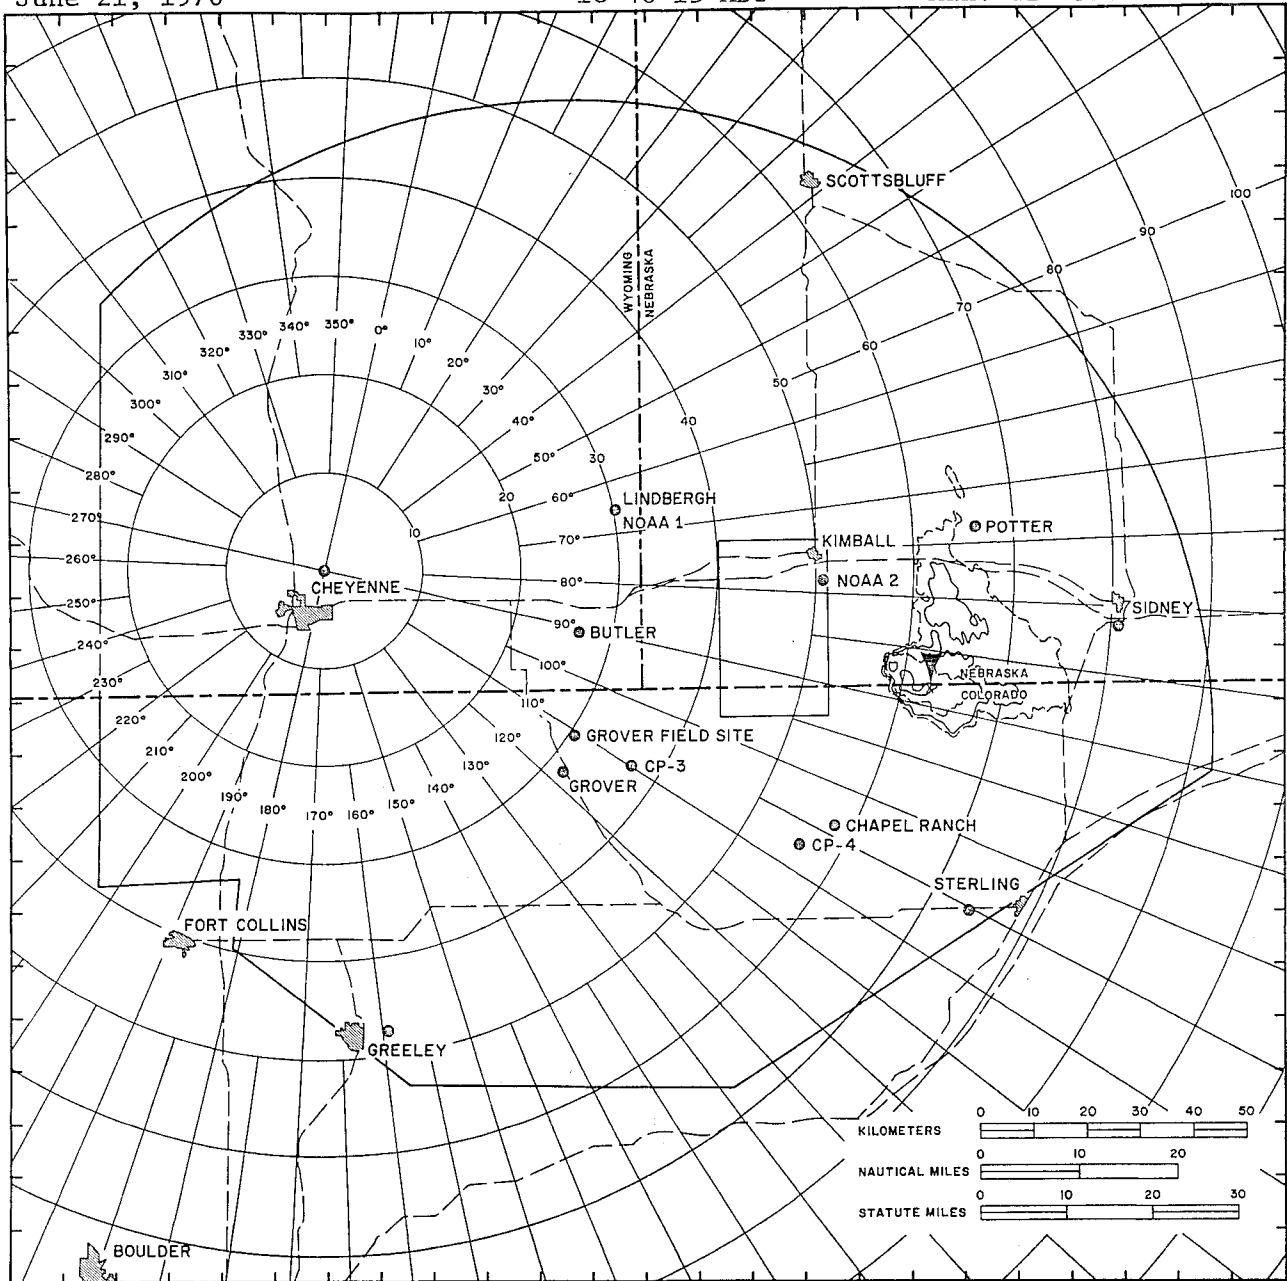 June 21, 1976
SCOTTSBLUFF
100
90
80
70
60
50
40
30
20
10
WYOMING
NEBRASKA
320° 330° 340° 350° 0° 10° 20°
310° 30°
300° 40°
290° 50°
280° 60°
270° 70°
260° 80°
250° 90°
240° 100°
230° 110°
220° 120°
210° 130°
200° 140°
190° 180° 170° 160° 150°
LINDBERGH
NOAA 1
KIMBALL
POTTER
NOAA 2
CHEYENNE
SIDNEY
BUTLER
NEBRASKA
COLORADO
GROVER FIELD SITE
CP-3
GROVER
CHAPEL RANCH
CP-4
STERLING
FORT COLLINS
GREELEY
BOULDER
0 10 20 30 40 50
KILOMETERS
0 10 20
NAUTICAL MILES
0 10 20 30
STATUTE MILES